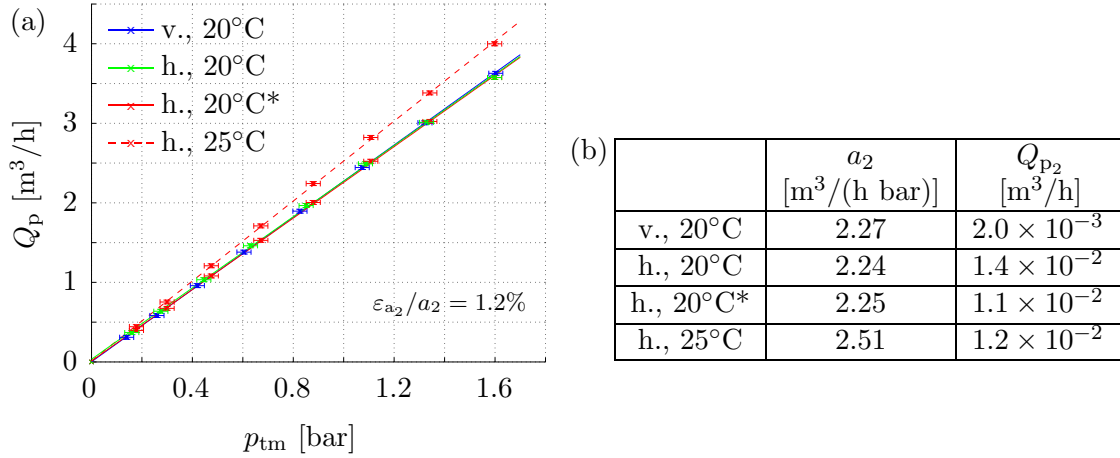 (a)
v., 20°C
h., 20°C
h., 20°C*
h., 25°C
4
3
2
1
0
Q_p [m³/h]
ε_a₂/a₂ = 1.2%
0 0.4 0.8 1.2 1.6
p_tm [bar]
(b)
a₂ Q_p₂
[m³/(h bar)] [m³/h]
v., 20°C 2.27 2.0 × 10⁻³
h., 20°C 2.24 1.4 × 10⁻²
h., 20°C* 2.25 1.1 × 10⁻²
h., 25°C 2.51 1.2 × 10⁻²